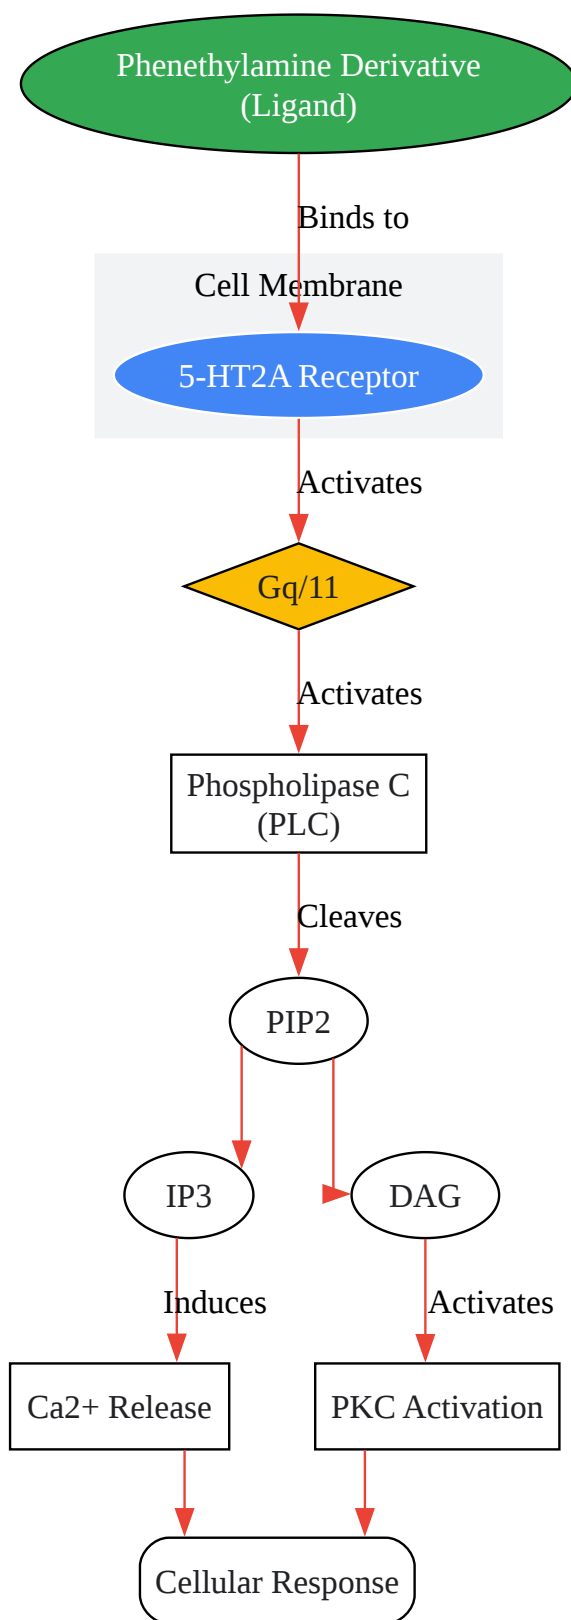 Phenethylamine Derivative
(Ligand)
Binds to
Cell Membrane
5-HT2A Receptor
Activates
Gq/11
Activates
Phospholipase C
(PLC)
Cleaves
PIP2
IP3
DAG
Induces
Activates
Ca2+ Release
PKC Activation
Cellular Response